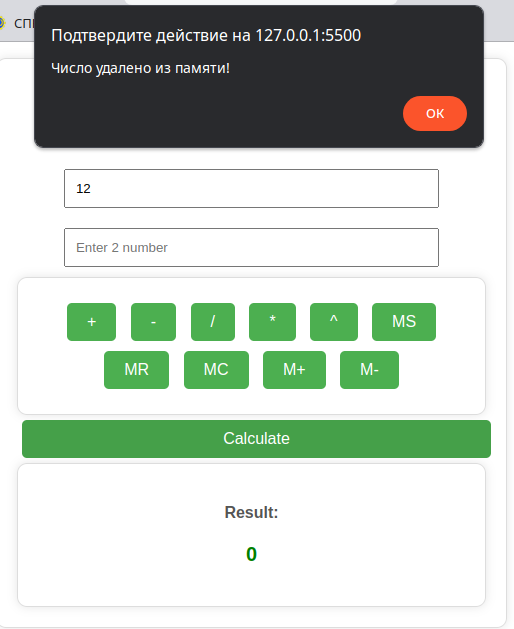 Подтвердите действие на 127.0.0.1:5500
Число удалено из памяти!
ОК
12
Enter 2 number
+ - / * ^ MS
MR MC M+ M-
Calculate
Result:
0